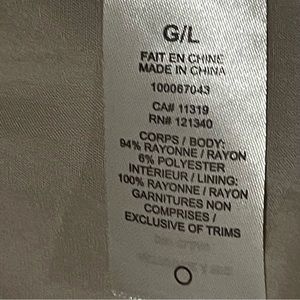 G/L
FAIT EN CHINE
MADE IN CHINA
100067043
CA# 11319
RN# 121340
CORPS / BODY:
94% RAYONNE / RAYON
6% POLYESTER
INTÉRIEUR / LINING:
100% RAYONNE / RAYON
GARNITURES NON
COMPRISES /
EXCLUSIVE OF TRIMS